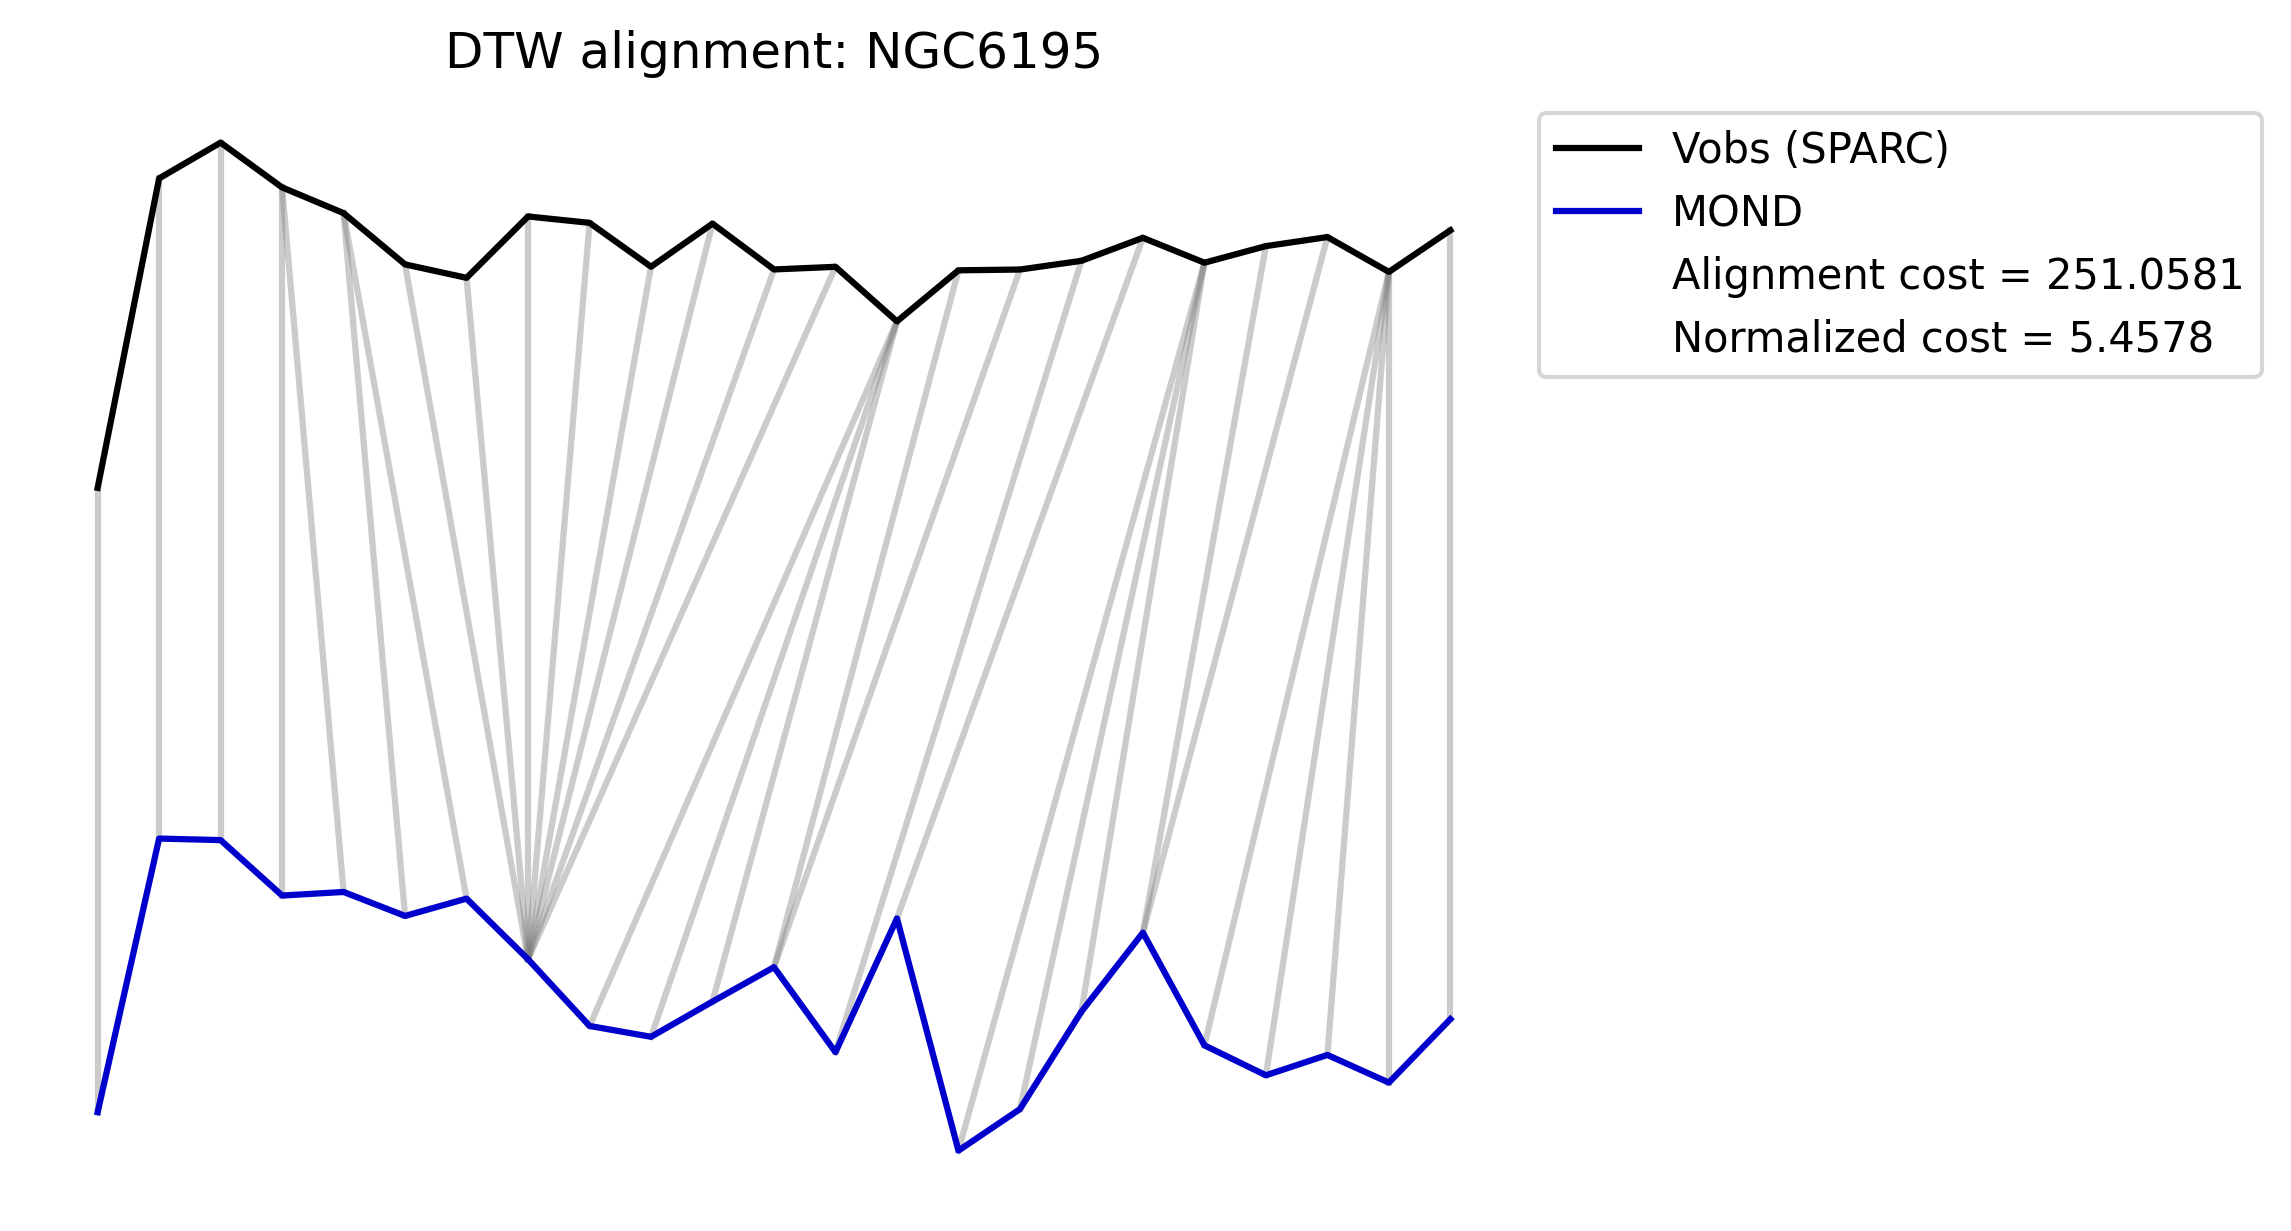 DTW alignment: NGC6195
Vobs (SPARC)
MOND
Alignment cost = 251.0581
Normalized cost = 5.4578